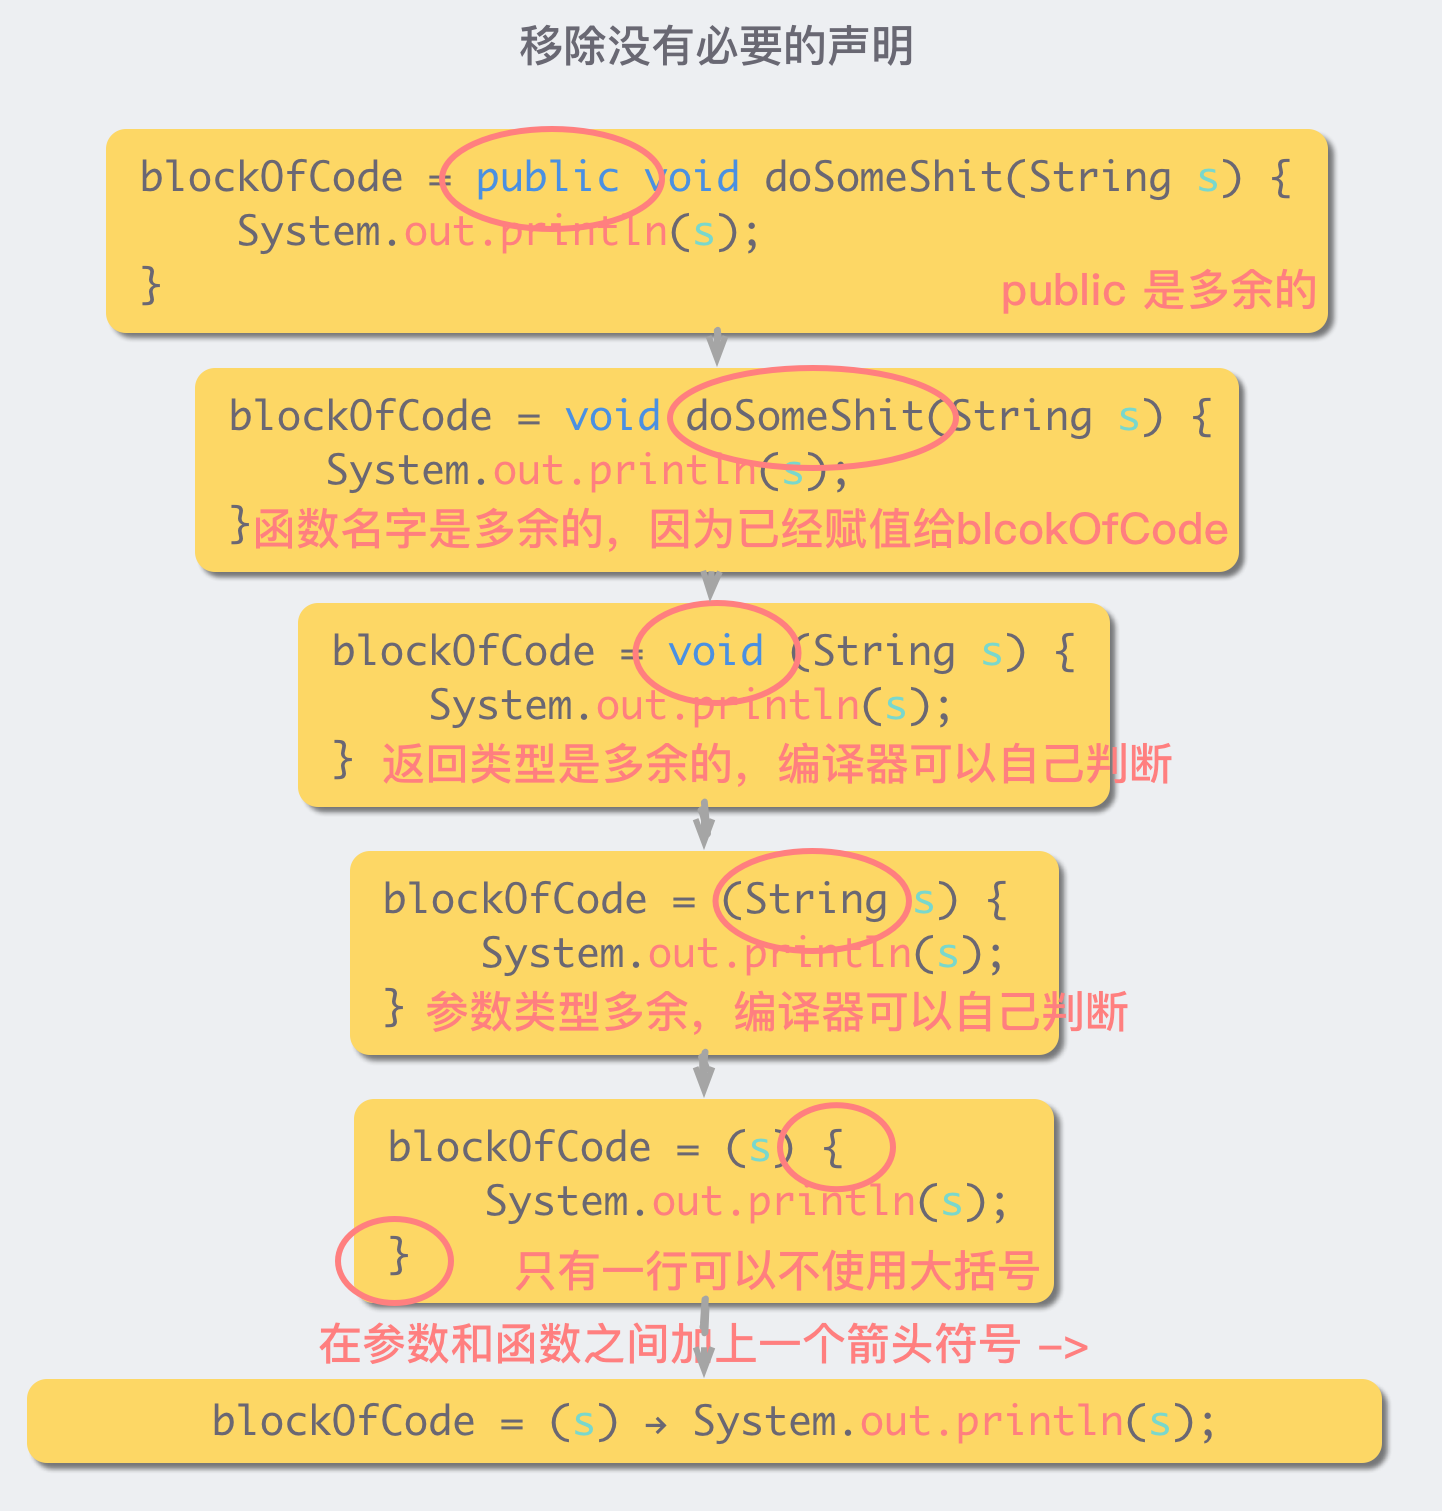 移除没有必要的声明
blockOfCode = public void doSomeShit(String s) {
    System.out.println(s);
}
public 是多余的
blockOfCode = void doSomeShit(String s) {
    System.out.println(s);
}函数名字是多余的，因为已经赋值给blcokOfCode
blockOfCode = void (String s) {
    System.out.println(s);
} 返回类型是多余的，编译器可以自己判断
blockOfCode = (String s) {
    System.out.println(s);
} 参数类型多余，编译器可以自己判断
blockOfCode = (s) {
    System.out.println(s);
} 只有一行可以不使用大括号
在参数和函数之间加上一个箭头符号 –>
blockOfCode = (s) → System.out.println(s);